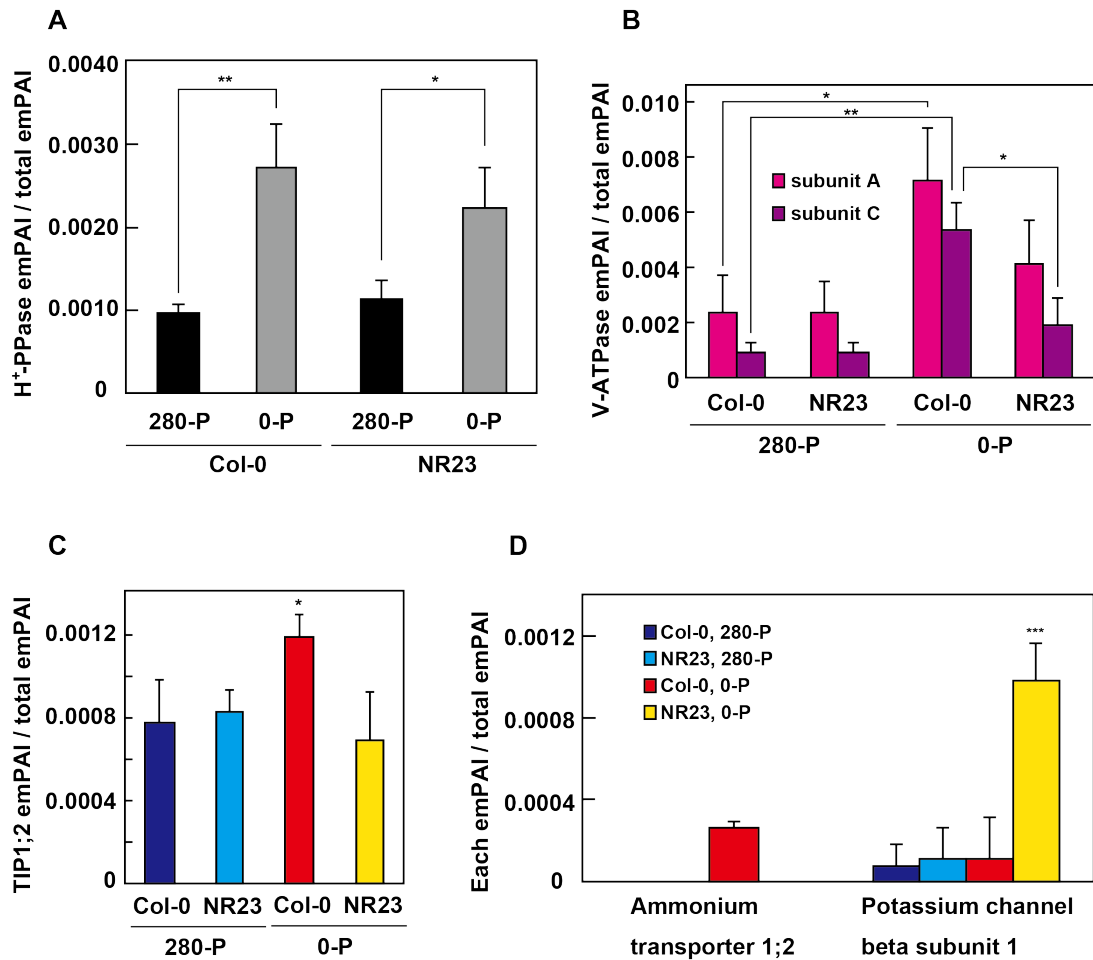 A
H⁺-PPase emPAI / total emPAI
0.0040
0.0030
0.0020
0.0010
0
**
*
280-P 0-P 280-P 0-P
Col-0 NR23
B
V-ATPase emPAI / total emPAI
0.010
0.008
0.006
0.004
0.002
0
*
**
*
subunit A
subunit C
Col-0 NR23 Col-0 NR23
280-P 0-P
C
TIP1;2 emPAI / total emPAI
0.0012
0.0008
0.0004
0
*
Col-0 NR23 Col-0 NR23
280-P 0-P
D
Each emPAI / total emPAI
0.0012
0.0008
0.0004
0
Col-0, 280-P
NR23, 280-P
Col-0, 0-P
NR23, 0-P
***
Ammonium
transporter 1;2
Potassium channel
beta subunit 1